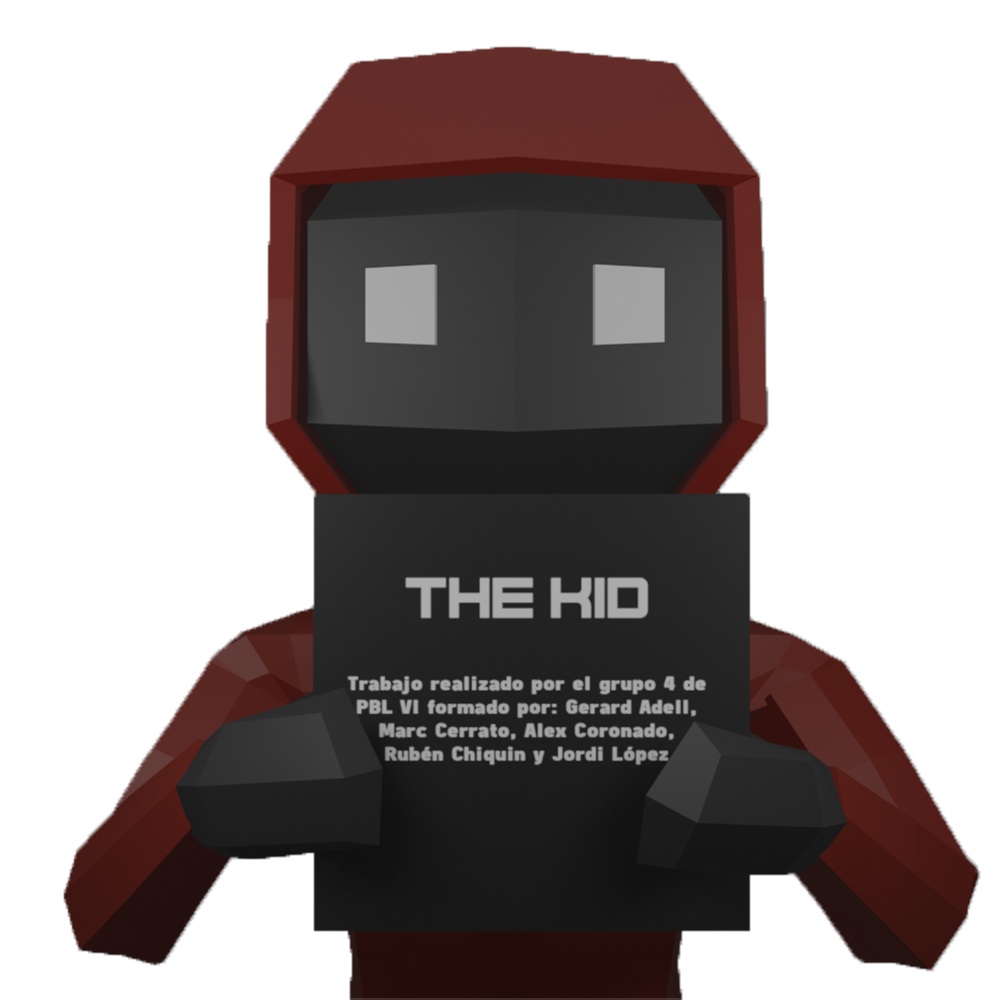 THE KID
Trabajo realizado por el grupo 4 de
PBL VI formado por: Gerard Adell,
Marc Cerrato, Alex Coronado,
Rubén Chiquin y Jordi López